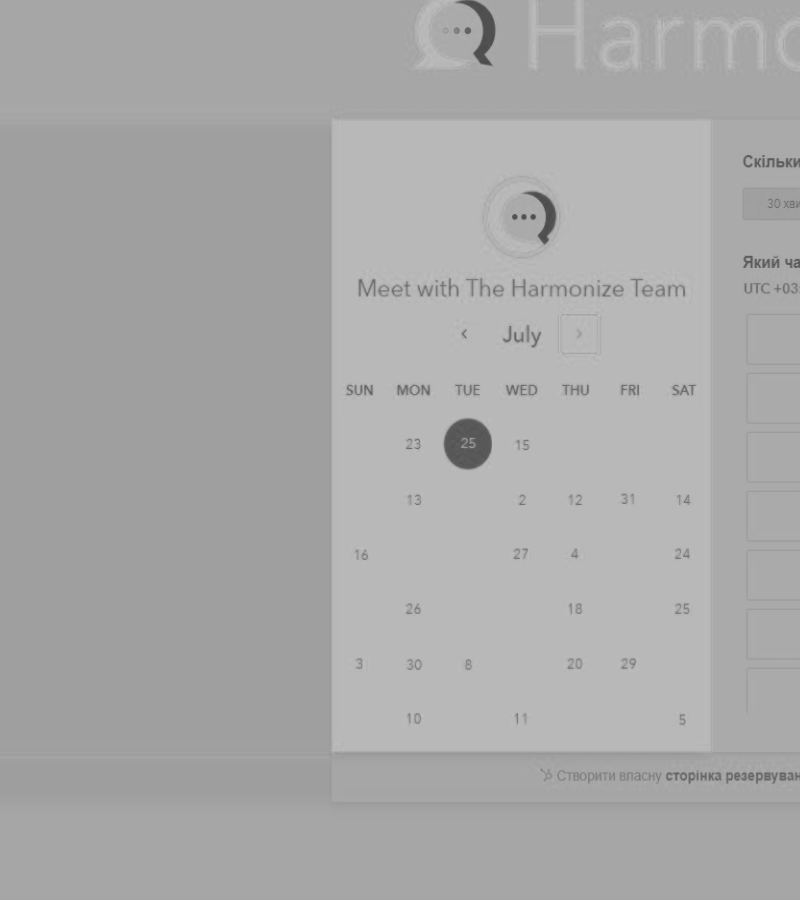 Harmo
Скільки
30 хви
Meet with The Harmonize Team
Який ча
UTC +03:
July
SUN MON TUE WED THU FRI SAT
23 25 15
13 2 12 31 14
16 27 4 24
26 18 25
3 30 8 20 29
10 11 5
Створити власну сторінка резервуван